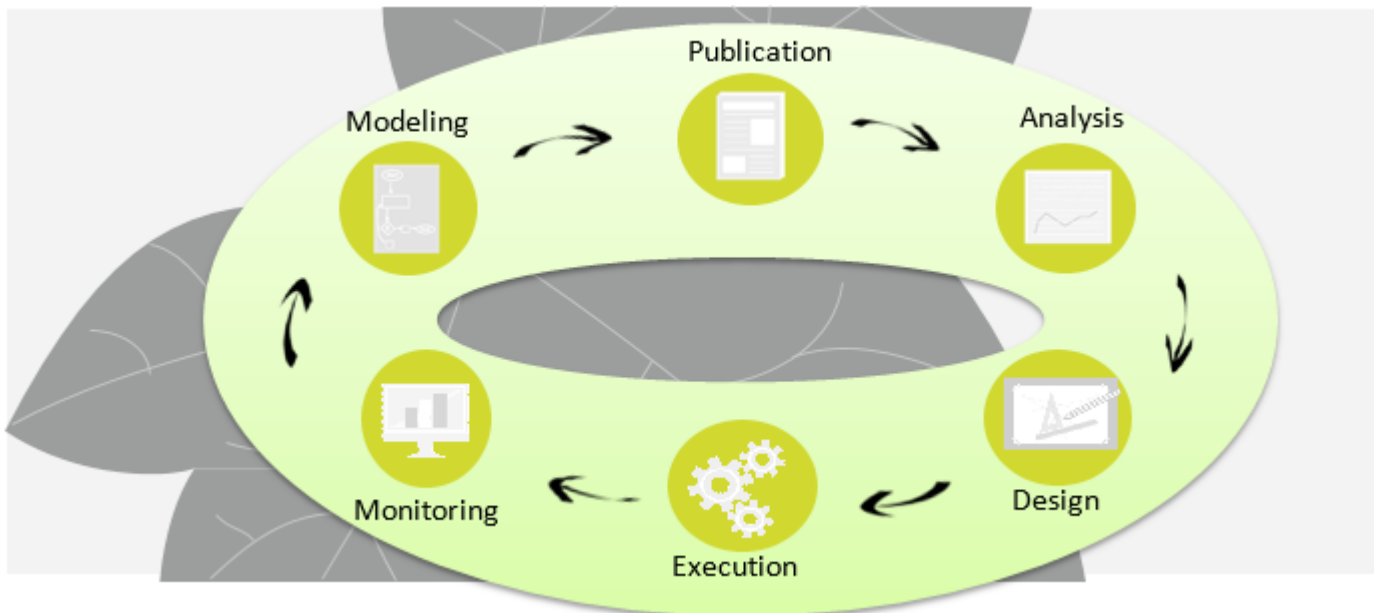 Publication
Modeling
Analysis
Monitoring
Design
Execution